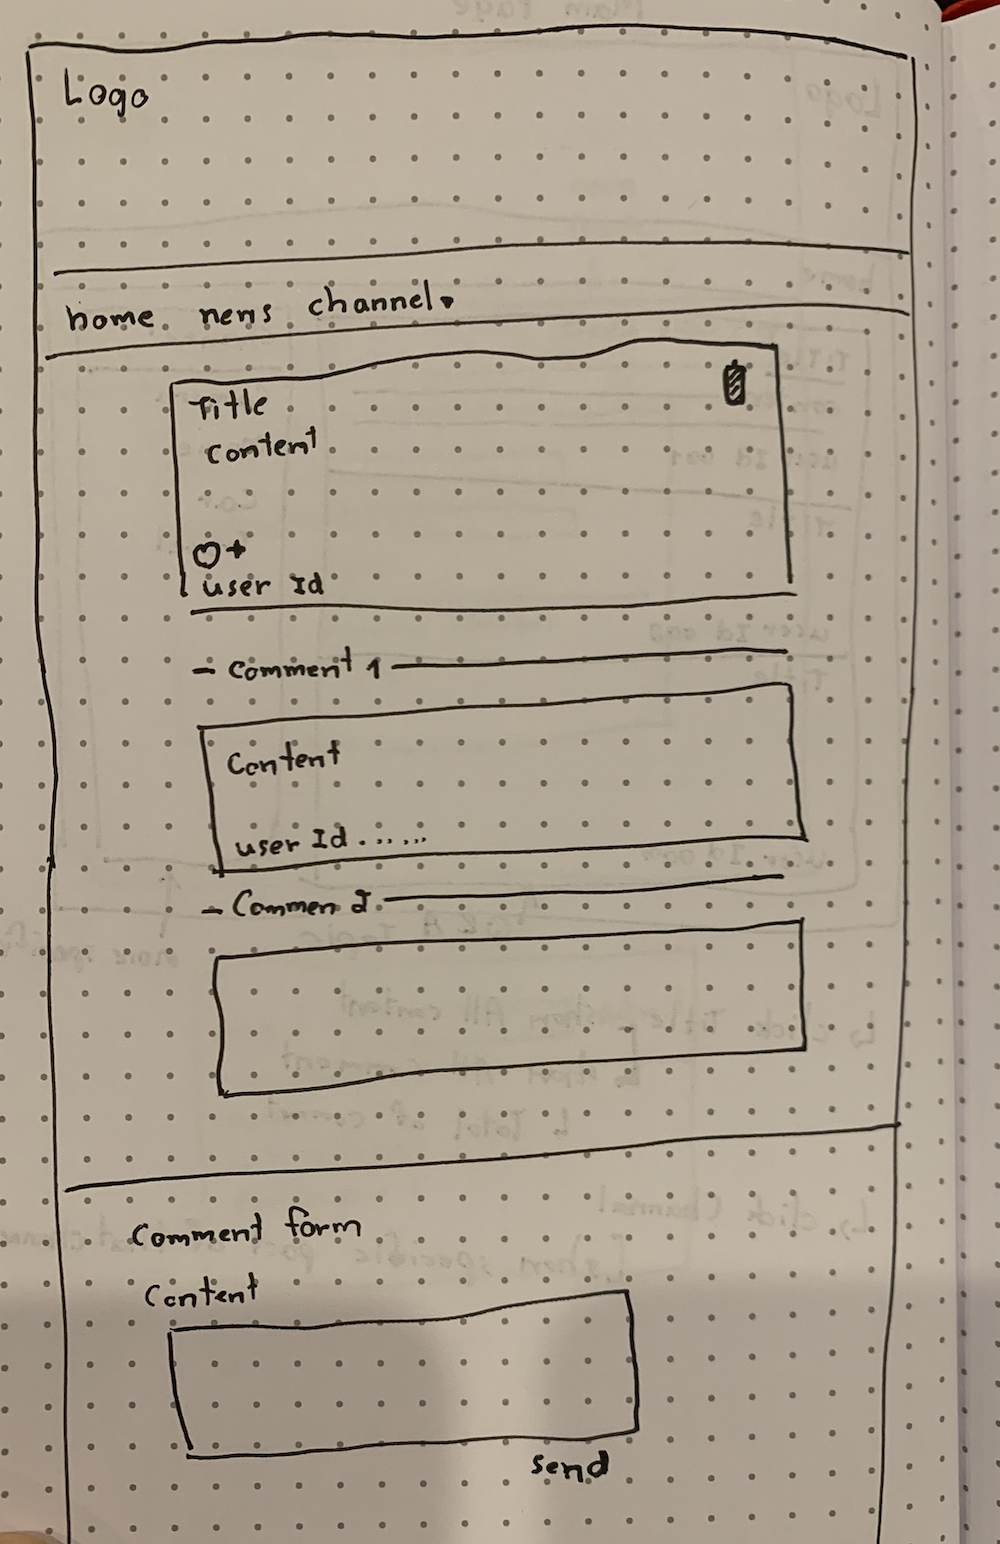 Logo
home news channel
Title
Content
+
user Id
- Comment 1
Content
user Id ......
- Commen 2
Comment form
Content
send